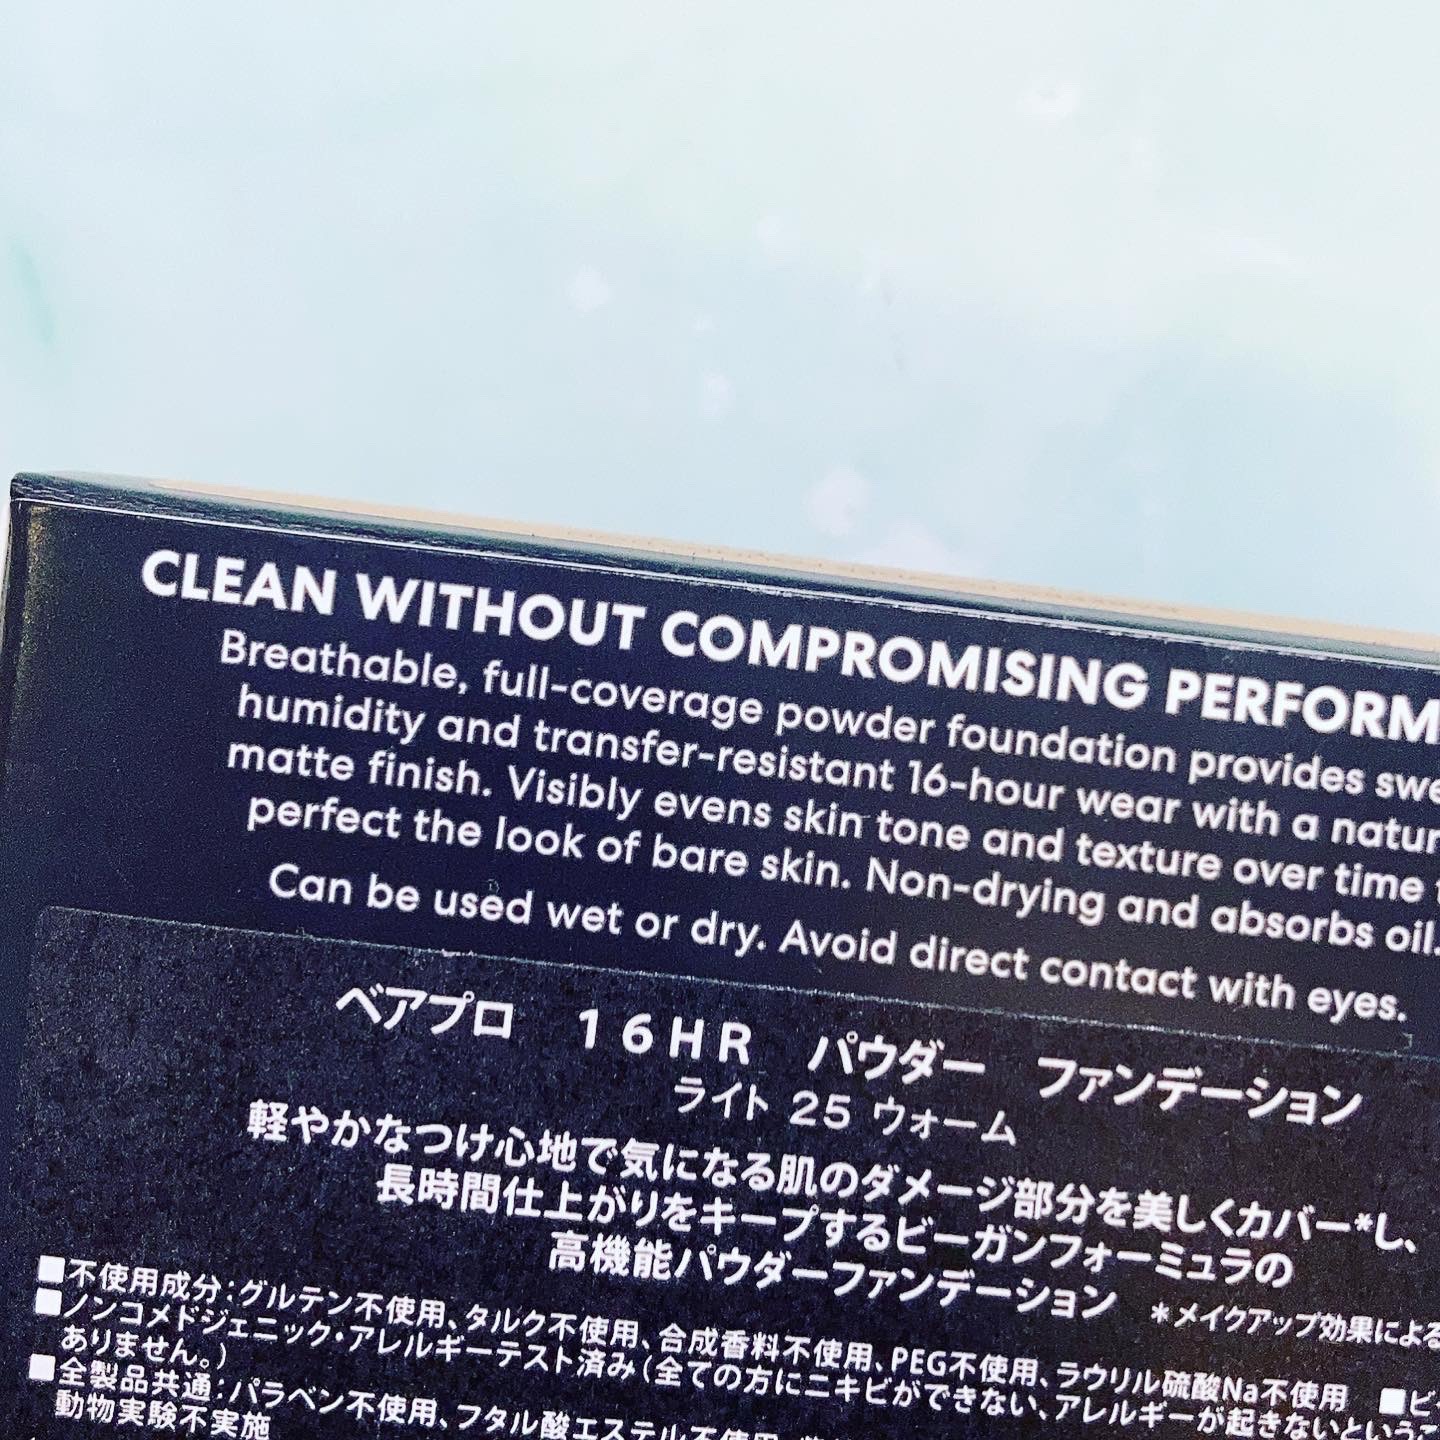 CLEAN WITHOUT COMPROMISING PERFORM
Breathable, full-coverage powder foundation provides swe
humidity and transfer-resistant 16-hour wear with a natur
matte finish. Visibly evens skin tone and texture over time
perfect the look of bare skin. Non-drying and absorbs oil.
Can be used wet or dry. Avoid direct contact with eyes.
ベアプロ 16HR パウダー ファンデーション
ライト 25 ウォーム
軽やかなつけ心地で気になる肌のダメージ部分を美しくカバー*し、
長時間仕上がりをキープするビーガンフォーミュラの
高機能パウダーファンデーション *メイクアップ効果による
■不使用成分:グルテン不使用、タルク不使用、合成香料不使用、PEG不使用、ラウリル硫酸Na不使用 ■ビ
■ノンコメドジェニック・アレルギーテスト済み(全ての方にニキビができない、アレルギーが起きないというこ
ありません。)
■全製品共通:パラベン不使用、フタル酸エステル不使用、
動物実験不実施